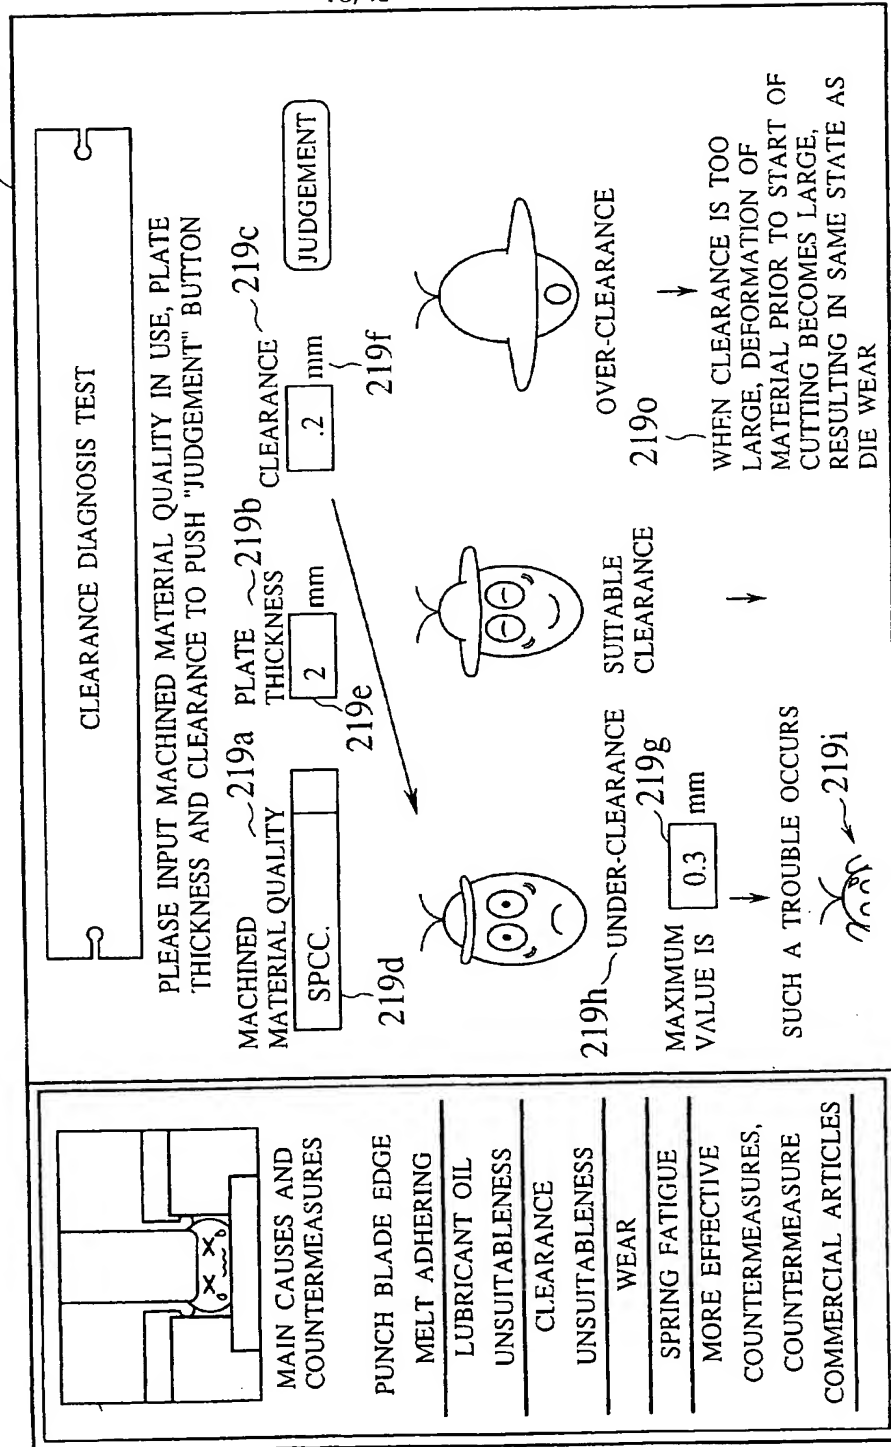 CLEARANCE DIAGNOSIS TEST
PLEASE INPUT MACHINED MATERIAL QUALITY IN USE, PLATE
THICKNESS AND CLEARANCE TO PUSH "JUDGEMENT" BUTTON
MACHINED
MATERIAL QUALITY
219a
SPCC.
219d
PLATE
THICKNESS
219b
2 mm
219e
CLEARANCE
219c
.2 mm
219f
JUDGEMENT
219h
UNDER-CLEARANCE
219g
MAXIMUM
VALUE IS
0.3 mm
SUCH A TROUBLE OCCURS
219i
SUITABLE
CLEARANCE
OVER-CLEARANCE
219o
WHEN CLEARANCE IS TOO
LARGE, DEFORMATION OF
MATERIAL PRIOR TO START OF
CUTTING BECOMES LARGE,
RESULTING IN SAME STATE AS
DIE WEAR
MAIN CAUSES AND
COUNTERMEASURES
PUNCH BLADE EDGE
MELT ADHERING
LUBRICANT OIL
UNSUITABLENESS
CLEARANCE
UNSUITABLENESS
WEAR
SPRING FATIGUE
MORE EFFECTIVE
COUNTERMEASURES,
COUNTERMEASURE
COMMERCIAL ARTICLES